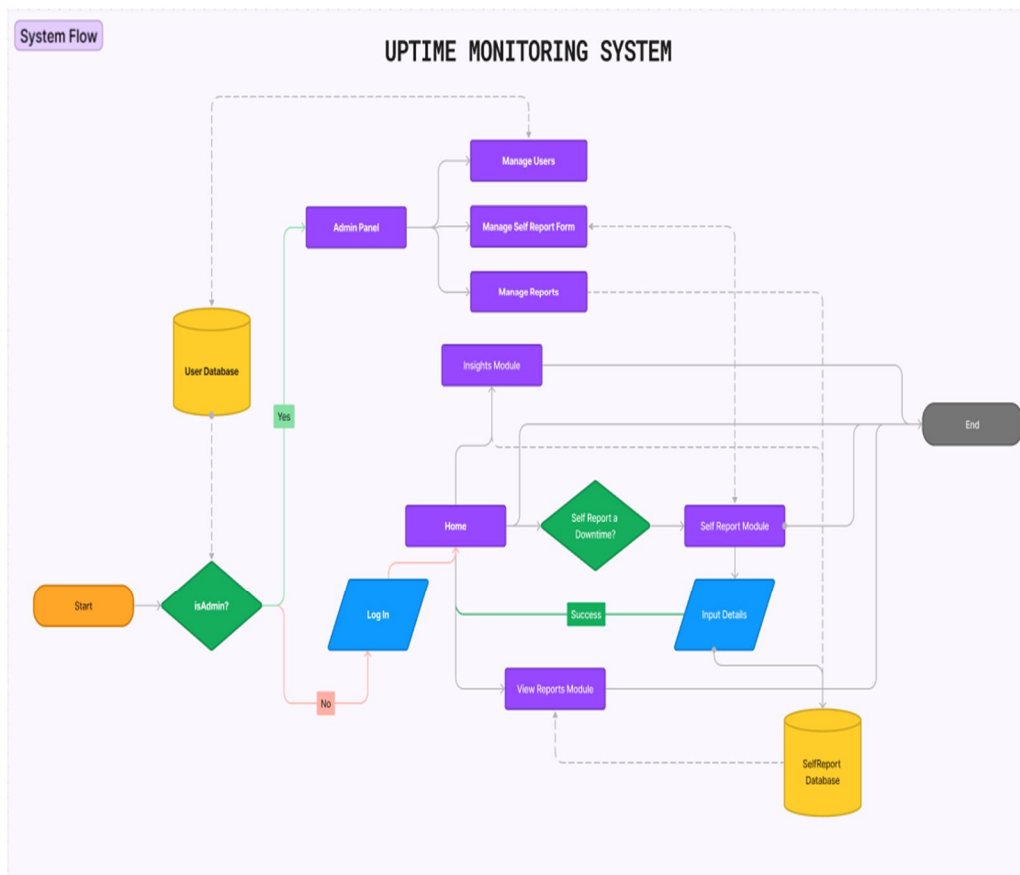 System Flow
UPTIME MONITORING SYSTEM
Manage Users
Admin Panel
Manage Self Report Form
Manage Reports
Insights Module
User Database
Yes
End
Home
Self Report a
Downtime?
Self Report Module
Start
isAdmin?
Log In
Success
Input Details
No
View Reports Module
SelfReport
Database